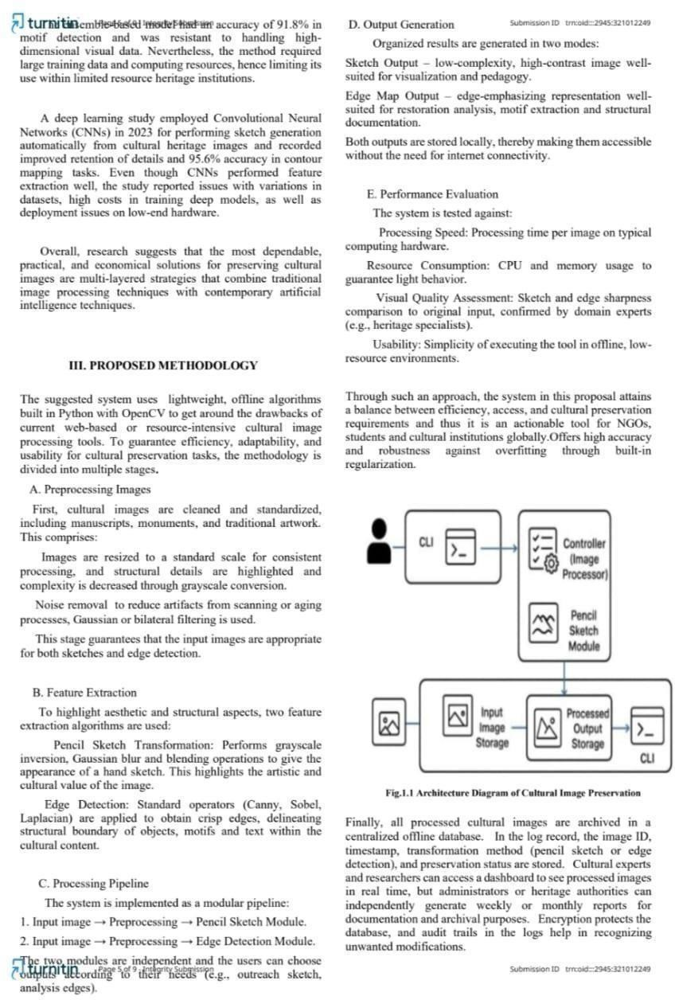 turnitin Page 5 of 9 · Integrity Submission
Submission ID trn:oid:::2945:321012249
The ensemble-based model had an accuracy of 91.8% in
motif detection and was resistant to handling high-
dimensional visual data. Nevertheless, the method required
large training data and computing resources, hence limiting its
use within limited resource heritage institutions.
A deep learning study employed Convolutional Neural
Networks (CNNs) in 2023 for performing sketch generation
automatically from cultural heritage images and recorded
improved retention of details and 95.6% accuracy in contour
mapping tasks. Even though CNNs performed feature
extraction well, the study reported issues with variations in
datasets, high costs in training deep models, as well as
deployment issues on low-end hardware.
Overall, research suggests that the most dependable,
practical, and economical solutions for preserving cultural
images are multi-layered strategies that combine traditional
image processing techniques with contemporary artificial
intelligence techniques.
III. PROPOSED METHODOLOGY
The suggested system uses lightweight, offline algorithms
built in Python with OpenCV to get around the drawbacks of
current web-based or resource-intensive cultural image
processing tools. To guarantee efficiency, adaptability, and
usability for cultural preservation tasks, the methodology is
divided into multiple stages.
A. Preprocessing Images
First, cultural images are cleaned and standardized,
including manuscripts, monuments, and traditional artwork.
This comprises:
Images are resized to a standard scale for consistent
processing, and structural details are highlighted and
complexity is decreased through grayscale conversion.
Noise removal to reduce artifacts from scanning or aging
processes, Gaussian or bilateral filtering is used.
This stage guarantees that the input images are appropriate
for both sketches and edge detection.
B. Feature Extraction
To highlight aesthetic and structural aspects, two feature
extraction algorithms are used:
Pencil Sketch Transformation: Performs grayscale
inversion, Gaussian blur and blending operations to give the
appearance of a hand sketch. This highlights the artistic and
cultural value of the image.
Edge Detection: Standard operators (Canny, Sobel,
Laplacian) are applied to obtain crisp edges, delineating
structural boundary of objects, motifs and text within the
cultural content.
C. Processing Pipeline
The system is implemented as a modular pipeline:
1. Input image → Preprocessing → Pencil Sketch Module.
2. Input image → Preprocessing → Edge Detection Module.
The two modules are independent and the users can choose
outputs according to their needs (e.g., outreach sketch,
analysis edges).
D. Output Generation
Organized results are generated in two modes:
Sketch Output – low-complexity, high-contrast image well-
suited for visualization and pedagogy.
Edge Map Output – edge-emphasizing representation well-
suited for restoration analysis, motif extraction and structural
documentation.
Both outputs are stored locally, thereby making them accessible
without the need for internet connectivity.
E. Performance Evaluation
The system is tested against:
Processing Speed: Processing time per image on typical
computing hardware.
Resource Consumption: CPU and memory usage to
guarantee light behavior.
Visual Quality Assessment: Sketch and edge sharpness
comparison to original input, confirmed by domain experts
(e.g., heritage specialists).
Usability: Simplicity of executing the tool in offline, low-
resource environments.
Through such an approach, the system in this proposal attains
a balance between efficiency, access, and cultural preservation
requirements and thus it is an actionable tool for NGOs,
students and cultural institutions globally.Offers high accuracy
and robustness against overfitting through built-in
regularization.
CLI
Controller
(Image
Processor)
Pencil
Sketch
Module
Input
Image
Storage
Processed
Output
Storage
CLI
Fig.1.1 Architecture Diagram of Cultural Image Preservation
Finally, all processed cultural images are archived in a
centralized offline database. In the log record, the image ID,
timestamp, transformation method (pencil sketch or edge
detection), and preservation status are stored. Cultural experts
and researchers can access a dashboard to see processed images
in real time, but administrators or heritage authorities can
independently generate weekly or monthly reports for
documentation and archival purposes. Encryption protects the
database, and audit trails in the logs help in recognizing
unwanted modifications.
turnitin Page 5 of 9 · Integrity Submission
Submission ID trn:oid:::2945:321012249